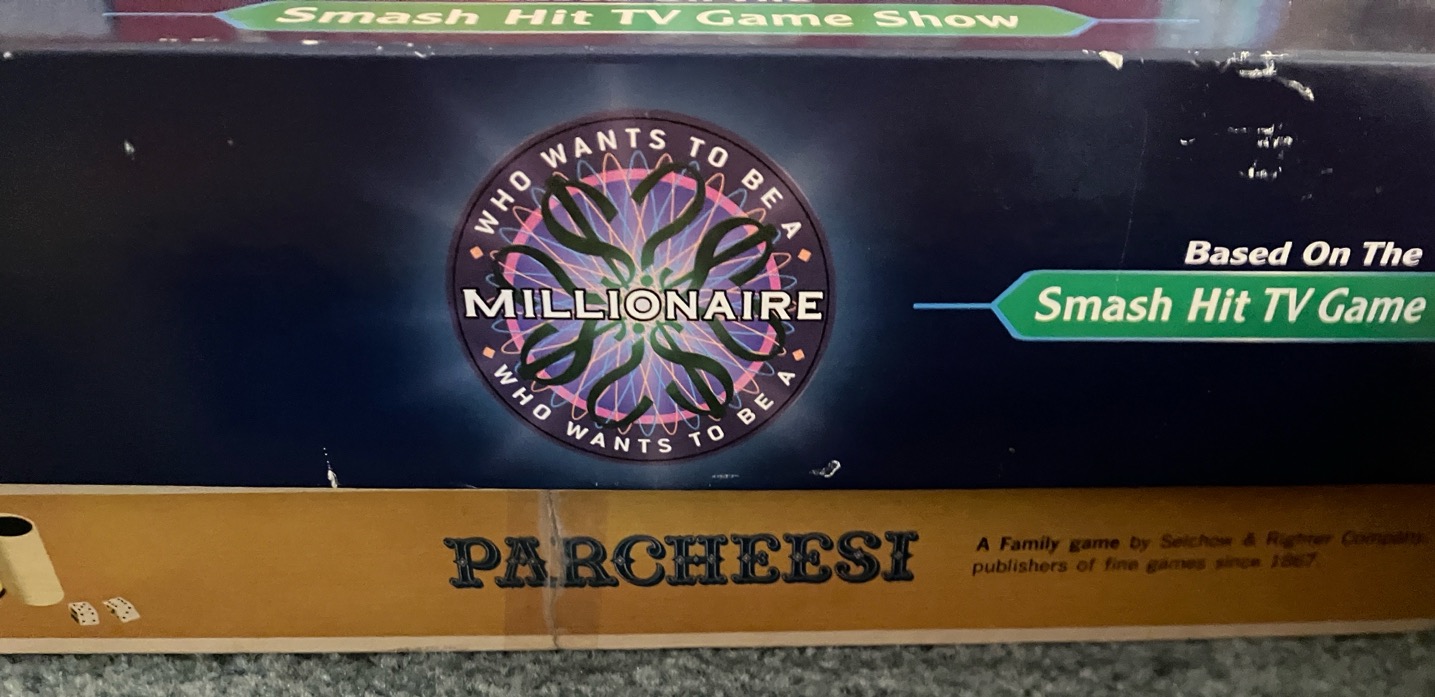 Smash Hit TV Game Show
WHO WANTS TO BE A
MILLIONAIRE
WHO WANTS TO BE A
Based On The
Smash Hit TV Game
PARCHEESI
A Family game by Selchow & Righter Company,
publishers of fine games since 1867